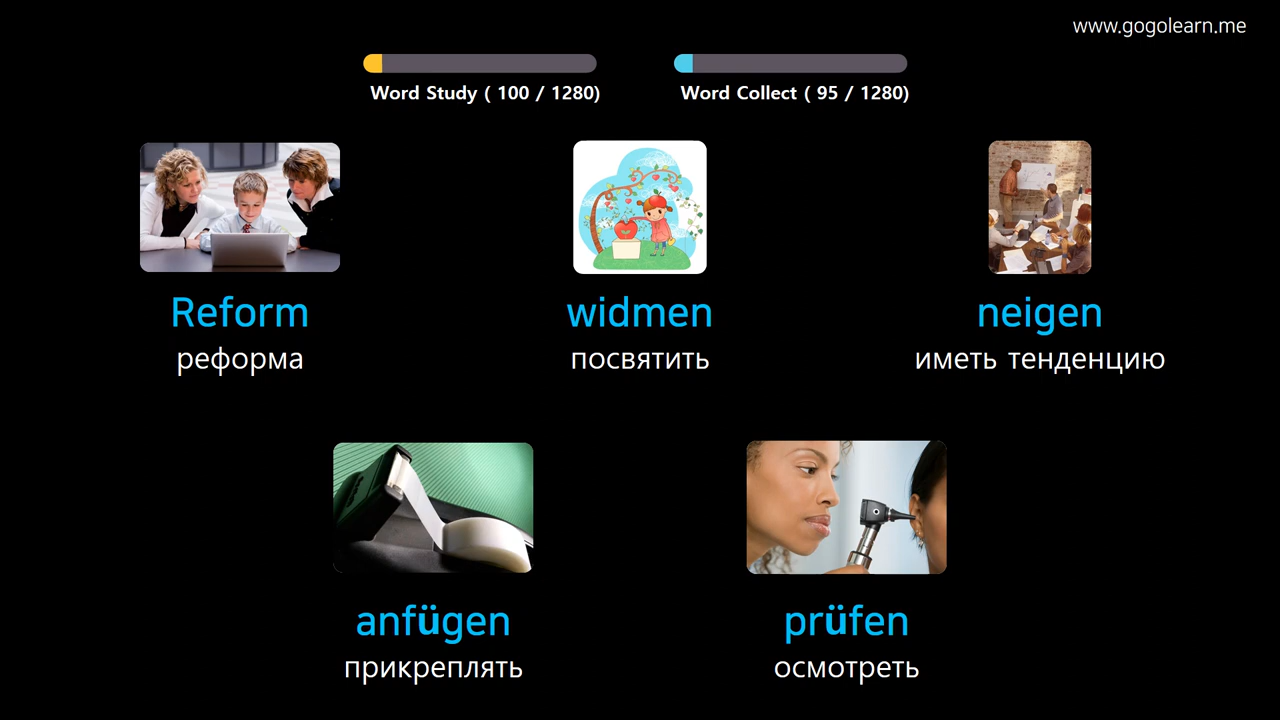 www.gogolearn.me
Word Study ( 100 / 1280)
Word Collect ( 95 / 1280)
Reform
реформа
widmen
посвятить
neigen
иметь тенденцию
anfügen
прикреплять
prüfen
осмотреть